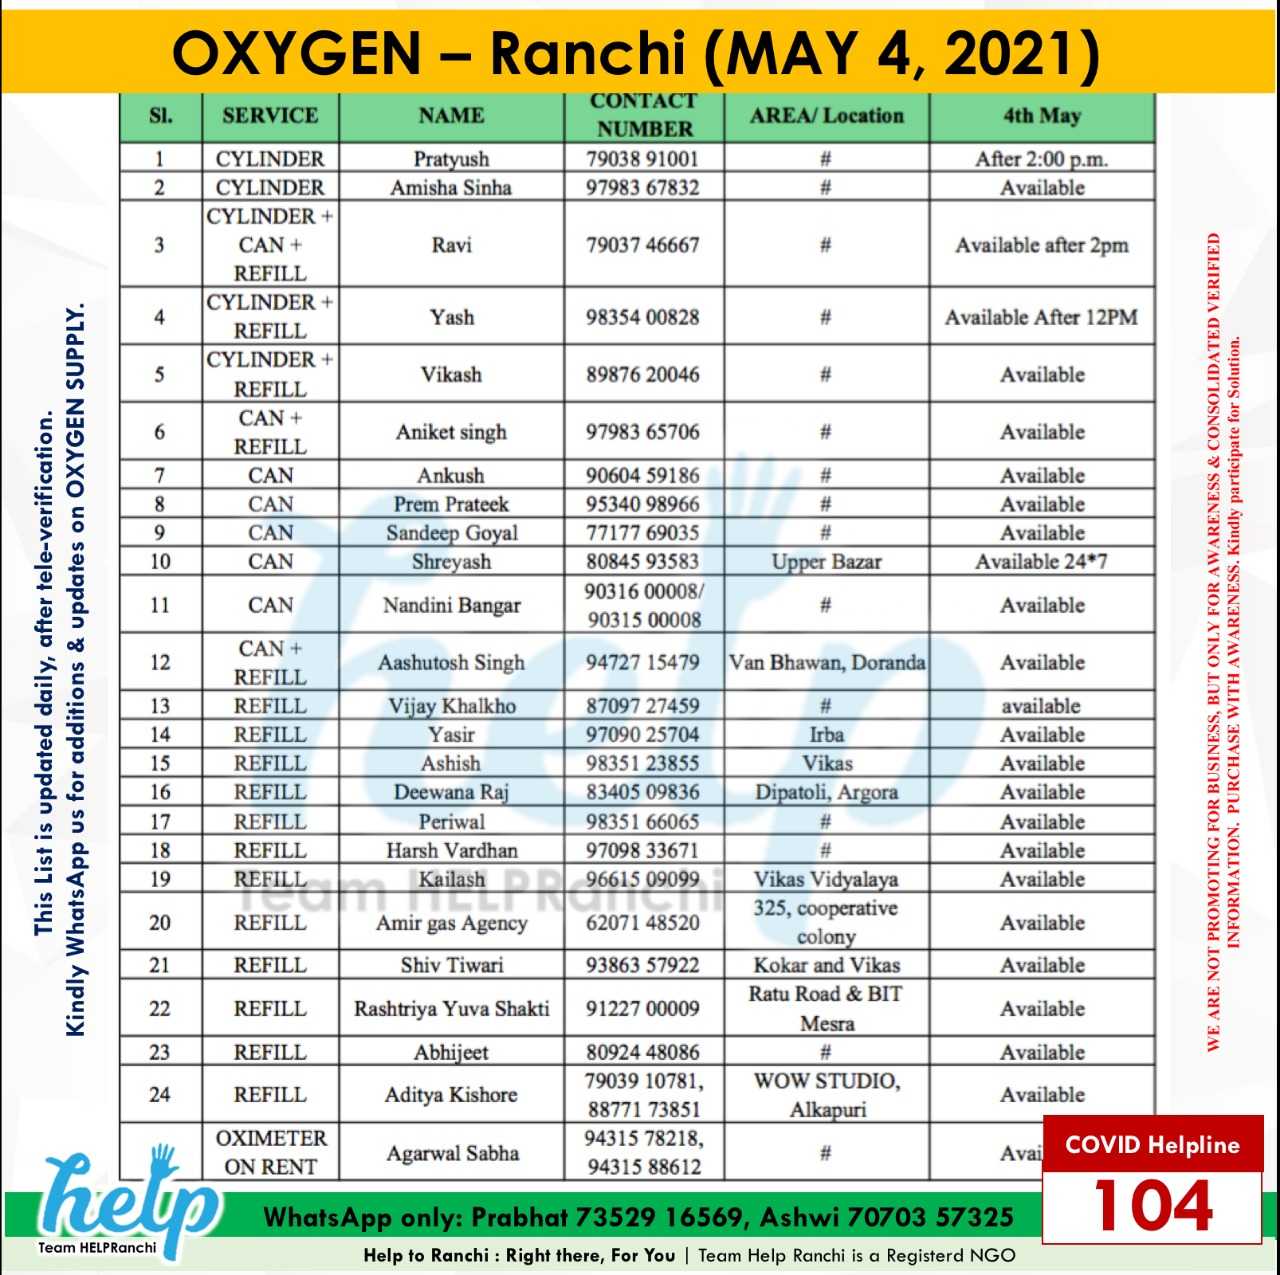 OXYGEN – Ranchi (MAY 4, 2021)
Sl. SERVICE NAME CONTACT NUMBER AREA/ Location 4th May
1 CYLINDER Pratyush 79038 91001 # After 2:00 p.m.
2 CYLINDER Amisha Sinha 97983 67832 # Available
3 CYLINDER + CAN + REFILL Ravi 79037 46667 # Available after 2pm
4 CYLINDER + REFILL Yash 98354 00828 # Available After 12PM
5 CYLINDER + REFILL Vikash 89876 20046 # Available
6 CAN + REFILL Aniket singh 97983 65706 # Available
7 CAN Ankush 90604 59186 # Available
8 CAN Prem Prateek 95340 98966 # Available
9 CAN Sandeep Goyal 77177 69035 # Available
10 CAN Shreyash 80845 93583 Upper Bazar Available 24*7
11 CAN Nandini Bangar 90316 00008/ 90315 00008 # Available
12 CAN + REFILL Aashutosh Singh 94727 15479 Van Bhawan, Doranda Available
13 REFILL Vijay Khalkho 87097 27459 # available
14 REFILL Yasir 97090 25704 Irba Available
15 REFILL Ashish 98351 23855 Vikas Available
16 REFILL Deewana Raj 83405 09836 Dipatoli, Argora Available
17 REFILL Periwal 98351 66065 # Available
18 REFILL Harsh Vardhan 97098 33671 # Available
19 REFILL Kailash 96615 09099 Vikas Vidyalaya Available
20 REFILL Amir gas Agency 62071 48520 325, cooperative colony Available
21 REFILL Shiv Tiwari 93863 57922 Kokar and Vikas Available
22 REFILL Rashtriya Yuva Shakti 91227 00009 Ratu Road & BIT Mesra Available
23 REFILL Abhijeet 80924 48086 # Available
24 REFILL Aditya Kishore 79039 10781, 88771 73851 WOW STUDIO, Alkapuri Available
OXIMETER ON RENT Agarwal Sabha 94315 78218, 94315 88612 # Avai
This List is updated daily, after tele-verification.
Kindly WhatsApp us for additions & updates on OXYGEN SUPPLY.
WE ARE NOT PROMOTING FOR BUSINESS, BUT ONLY FOR AWARENESS & CONSOLIDATED VERIFIED
INFORMATION. PURCHASE WITH AWARENESS. Kindly participate for Solution.
help
Team HELPRanchi
COVID Helpline
104
help
Team HELPRanchi
WhatsApp only: Prabhat 73529 16569, Ashwi 70703 57325
Help to Ranchi : Right there, For You | Team Help Ranchi is a Registerd NGO